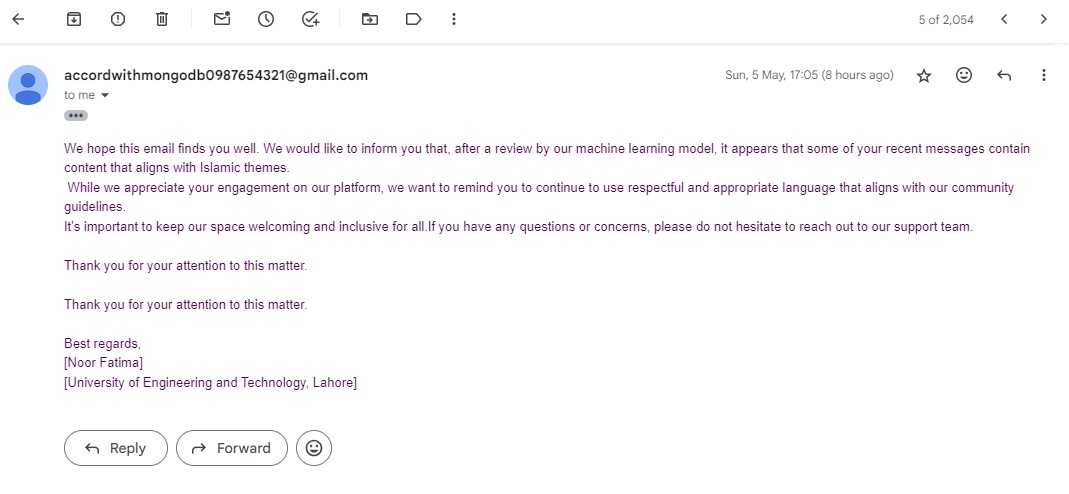 5 of 2,054
accordwithmongodb0987654321@gmail.com
Sun, 5 May, 17:05 (8 hours ago)
to me
We hope this email finds you well. We would like to inform you that, after a review by our machine learning model, it appears that some of your recent messages contain
content that aligns with Islamic themes.
While we appreciate your engagement on our platform, we want to remind you to continue to use respectful and appropriate language that aligns with our community
guidelines.
It's important to keep our space welcoming and inclusive for all.If you have any questions or concerns, please do not hesitate to reach out to our support team.
Thank you for your attention to this matter.
Thank you for your attention to this matter.
Best regards,
[Noor Fatima]
[University of Engineering and Technology, Lahore]
Reply
Forward